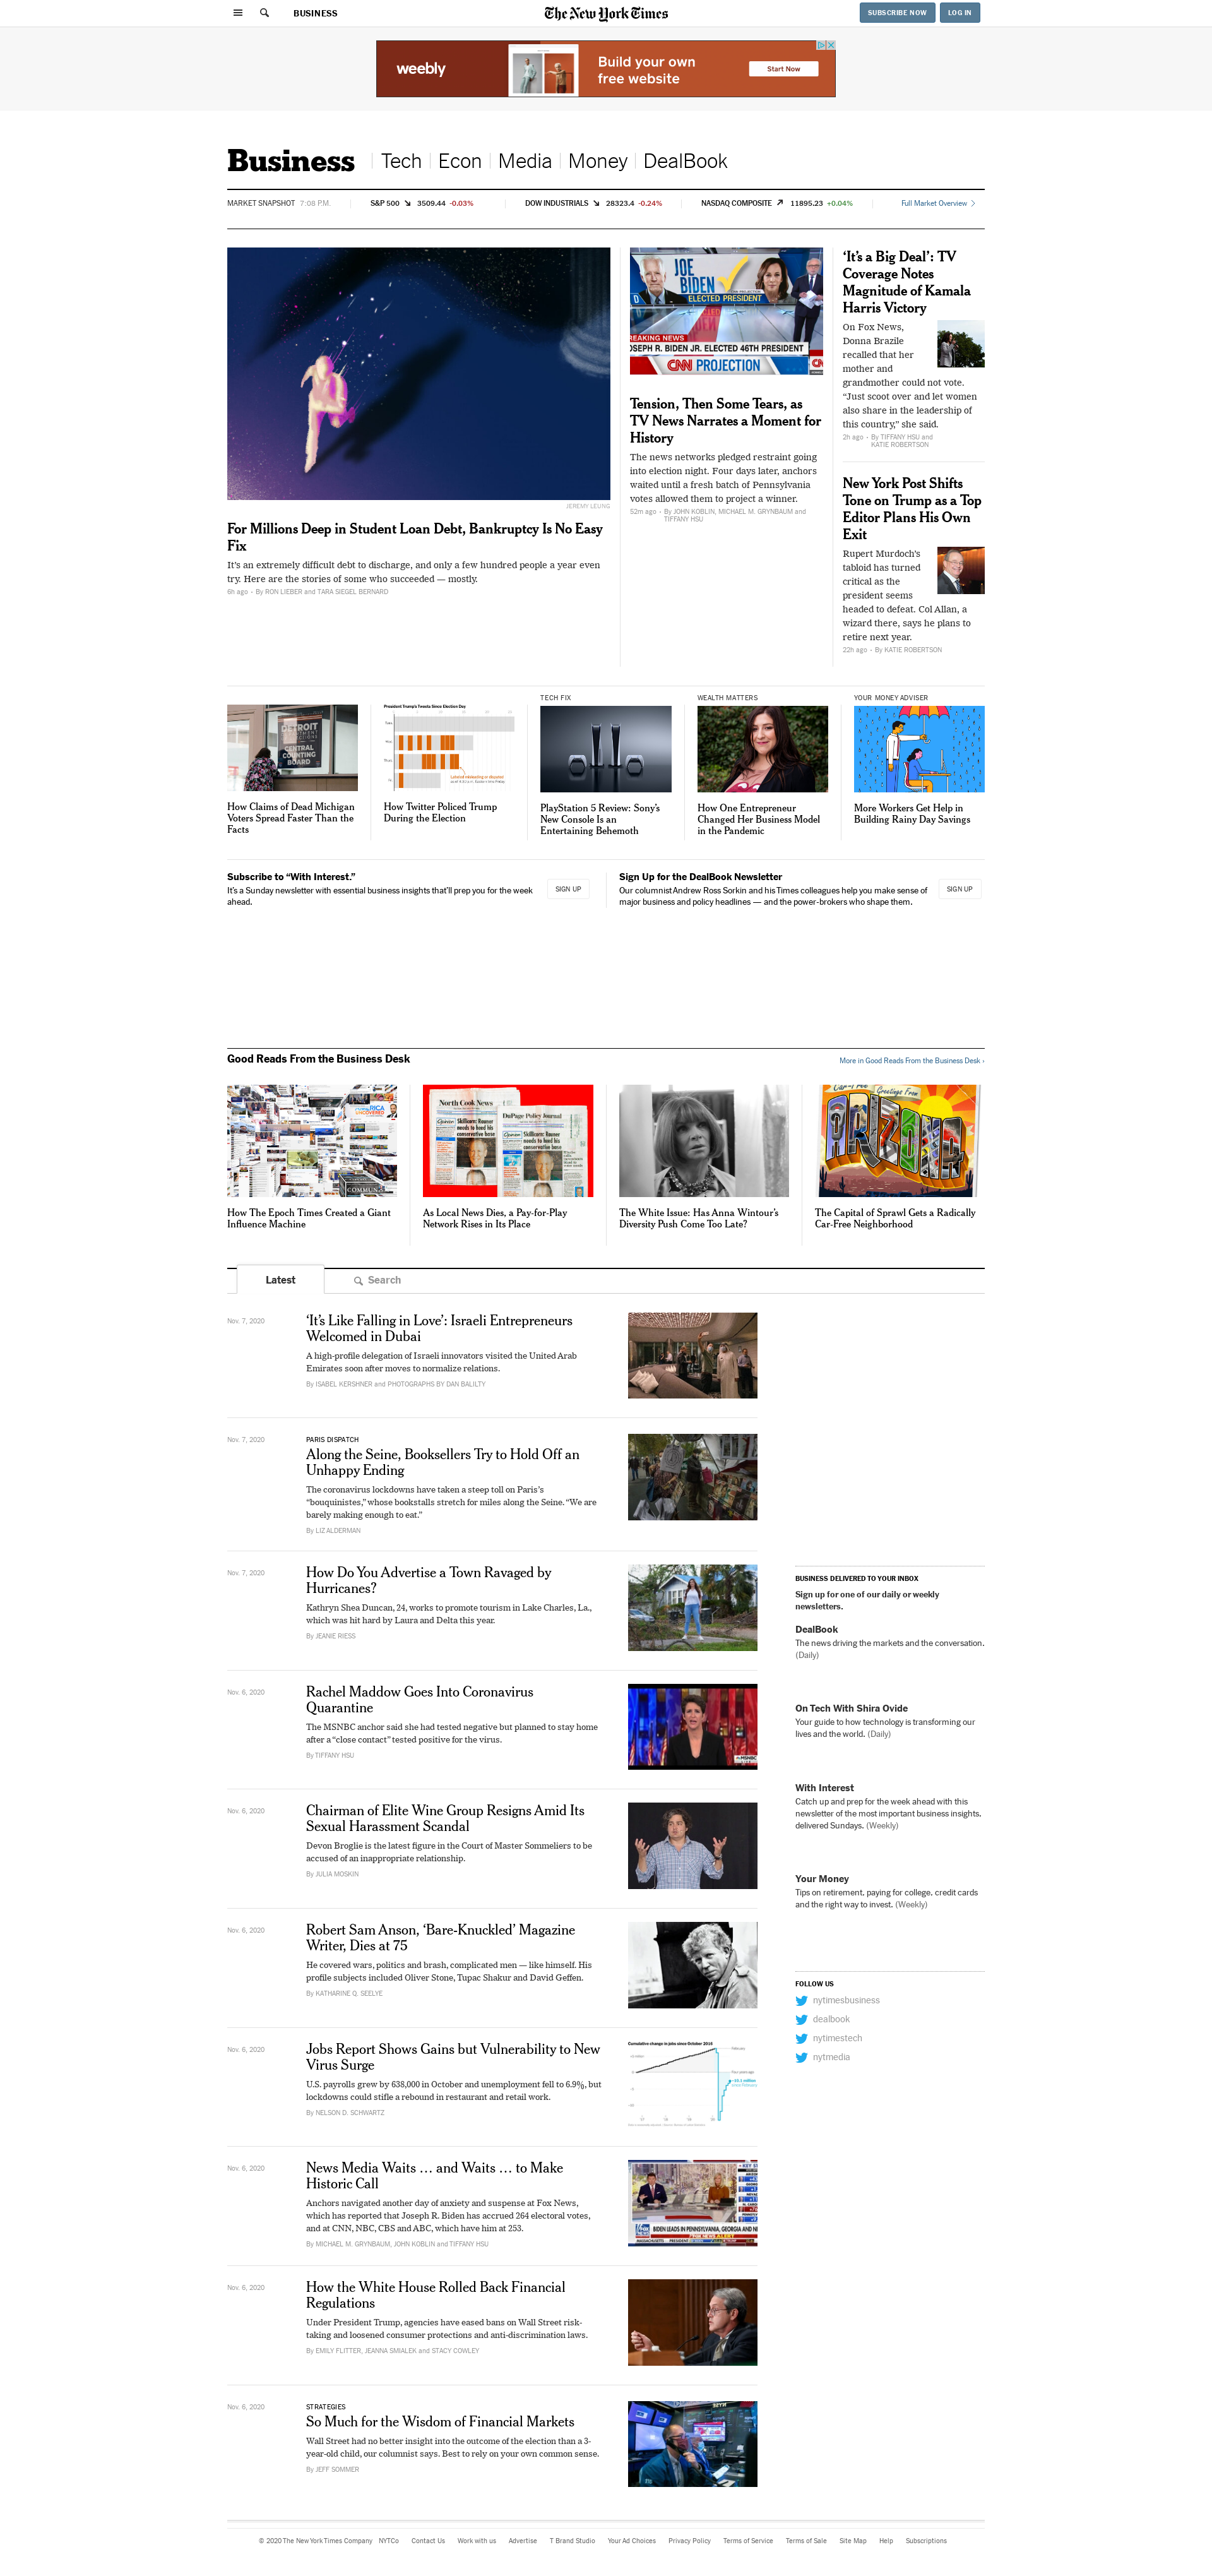 BUSINESS
The New York Times
SUBSCRIBE NOW
LOG IN
weebly
Build your own
free website
Start Now
Business
Tech
Econ
Media
Money
DealBook
MARKET SNAPSHOT 7:08 P.M.
S&P 500 3509.44 -0.03%
DOW INDUSTRIALS 28323.4 -0.24%
NASDAQ COMPOSITE 11895.23 +0.04%
Full Market Overview
JEREMY LEUNG
For Millions Deep in Student Loan Debt, Bankruptcy Is No Easy
Fix
It's an extremely difficult debt to discharge, and only a few hundred people a year even
try. Here are the stories of some who succeeded — mostly.
6h ago - By RON LIEBER and TARA SIEGEL BERNARD
JOE
BIDEN
ELECTED PRESIDENT
REAKING NEWS
OSEPH R. BIDEN JR. ELECTED 46TH PRESIDENT
CNN PROJECTION
Tension, Then Some Tears, as
TV News Narrates a Moment for
History
The news networks pledged restraint going
into election night. Four days later, anchors
waited until a fresh batch of Pennsylvania
votes allowed them to project a winner.
52m ago - By JOHN KOBLIN, MICHAEL M. GRYNBAUM and
TIFFANY HSU
‘It's a Big Deal’: TV
Coverage Notes
Magnitude of Kamala
Harris Victory
On Fox News,
Donna Brazile
recalled that her
mother and
grandmother could not vote.
“Just scoot over and let women
also share in the leadership of
this country,” she said.
2h ago - By TIFFANY HSU and
KATIE ROBERTSON
New York Post Shifts
Tone on Trump as a Top
Editor Plans His Own
Exit
Rupert Murdoch's
tabloid has turned
critical as the
president seems
headed to defeat. Col Allan, a
wizard there, says he plans to
retire next year.
22h ago - By KATIE ROBERTSON
DETROIT
CENTRAL
COUNTING
BOARD
How Claims of Dead Michigan
Voters Spread Faster Than the
Facts
President Trump's Tweets Since Election Day
How Twitter Policed Trump
During the Election
TECH FIX
PlayStation 5 Review: Sony's
New Console Is an
Entertaining Behemoth
WEALTH MATTERS
How One Entrepreneur
Changed Her Business Model
in the Pandemic
YOUR MONEY ADVISER
More Workers Get Help in
Building Rainy Day Savings
Subscribe to “With Interest.”
It's a Sunday newsletter with essential business insights that'll prep you for the week
ahead.
SIGN UP
Sign Up for the DealBook Newsletter
Our columnist Andrew Ross Sorkin and his Times colleagues help you make sense of
major business and policy headlines — and the power-brokers who shape them.
SIGN UP
Good Reads From the Business Desk
More in Good Reads From the Business Desk ›
How The Epoch Times Created a Giant
Influence Machine
North Cook News
DuPage Policy Journal
As Local News Dies, a Pay-for-Play
Network Rises in Its Place
The White Issue: Has Anna Wintour's
Diversity Push Come Too Late?
Greetings From
ARIZONA
The Capital of Sprawl Gets a Radically
Car-Free Neighborhood
Latest
Search
Nov. 7, 2020
‘It's Like Falling in Love’: Israeli Entrepreneurs
Welcomed in Dubai
A high-profile delegation of Israeli innovators visited the United Arab
Emirates soon after moves to normalize relations.
By ISABEL KERSHNER and PHOTOGRAPHS BY DAN BALILTY
Nov. 7, 2020
PARIS DISPATCH
Along the Seine, Booksellers Try to Hold Off an
Unhappy Ending
The coronavirus lockdowns have taken a steep toll on Paris's
“bouquinistes,” whose bookstalls stretch for miles along the Seine. “We are
barely making enough to eat.”
By LIZ ALDERMAN
Nov. 7, 2020
How Do You Advertise a Town Ravaged by
Hurricanes?
Kathryn Shea Duncan, 24, works to promote tourism in Lake Charles, La.,
which was hit hard by Laura and Delta this year.
By JEANIE RIESS
Nov. 6, 2020
Rachel Maddow Goes Into Coronavirus
Quarantine
The MSNBC anchor said she had tested negative but planned to stay home
after a “close contact” tested positive for the virus.
By TIFFANY HSU
MSNBC
Nov. 6, 2020
Chairman of Elite Wine Group Resigns Amid Its
Sexual Harassment Scandal
Devon Broglie is the latest figure in the Court of Master Sommeliers to be
accused of an inappropriate relationship.
By JULIA MOSKIN
Nov. 6, 2020
Robert Sam Anson, ‘Bare-Knuckled’ Magazine
Writer, Dies at 75
He covered wars, politics and brash, complicated men — like himself. His
profile subjects included Oliver Stone, Tupac Shakur and David Geffen.
By KATHARINE Q. SEELYE
Nov. 6, 2020
Jobs Report Shows Gains but Vulnerability to New
Virus Surge
U.S. payrolls grew by 638,000 in October and unemployment fell to 6.9%, but
lockdowns could stifle a rebound in restaurant and retail work.
By NELSON D. SCHWARTZ
Cumulative change in jobs since October 2015
Nov. 6, 2020
News Media Waits … and Waits … to Make
Historic Call
Anchors navigated another day of anxiety and suspense at Fox News,
which has reported that Joseph R. Biden has accrued 264 electoral votes,
and at CNN, NBC, CBS and ABC, which have him at 253.
By MICHAEL M. GRYNBAUM, JOHN KOBLIN and TIFFANY HSU
BIDEN LEADS IN PENNSYLVANIA, GEORGIA AND NE
Nov. 6, 2020
How the White House Rolled Back Financial
Regulations
Under President Trump, agencies have eased bans on Wall Street risk-
taking and loosened consumer protections and anti-discrimination laws.
By EMILY FLITTER, JEANNA SMIALEK and STACY COWLEY
Nov. 6, 2020
STRATEGIES
So Much for the Wisdom of Financial Markets
Wall Street had no better insight into the outcome of the election than a 3-
year-old child, our columnist says. Best to rely on your own common sense.
By JEFF SOMMER
BUSINESS DELIVERED TO YOUR INBOX
Sign up for one of our daily or weekly
newsletters.
DealBook
The news driving the markets and the conversation.
(Daily)
On Tech With Shira Ovide
Your guide to how technology is transforming our
lives and the world. (Daily)
With Interest
Catch up and prep for the week ahead with this
newsletter of the most important business insights,
delivered Sundays. (Weekly)
Your Money
Tips on retirement, paying for college, credit cards
and the right way to invest. (Weekly)
FOLLOW US
nytimesbusiness
dealbook
nytimestech
nytmedia
© 2020 The New York Times Company NYTCo Contact Us Work with us Advertise T Brand Studio Your Ad Choices Privacy Policy Terms of Service Terms of Sale Site Map Help Subscriptions